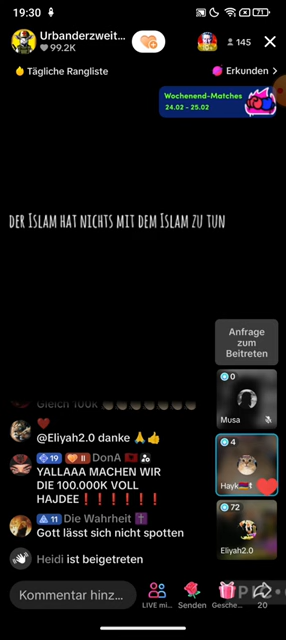 19:30
71
Urbanderzweit...
99.2K
145
Tägliche Rangliste
Erkunden
Wochenend-Matches
24.02 - 25.02
der Islam hat nichts mit dem Islam zu tun
Anfrage
zum
Beitreten
0
Musa
4
Hayk
72
Eliyah2.0
Gleich 100k
@Eliyah2.0 danke 🙏👍
19 II DonA
YALLAAA MACHEN WIR
DIE 100.000K VOLL
HAJDEE❗❗❗❗❗❗
11 Die Wahrheit
Gott lässt sich nicht spotten
Heidi ist beigetreten
Kommentar hinz...
LIVE mi...
Senden
Gesche...
20